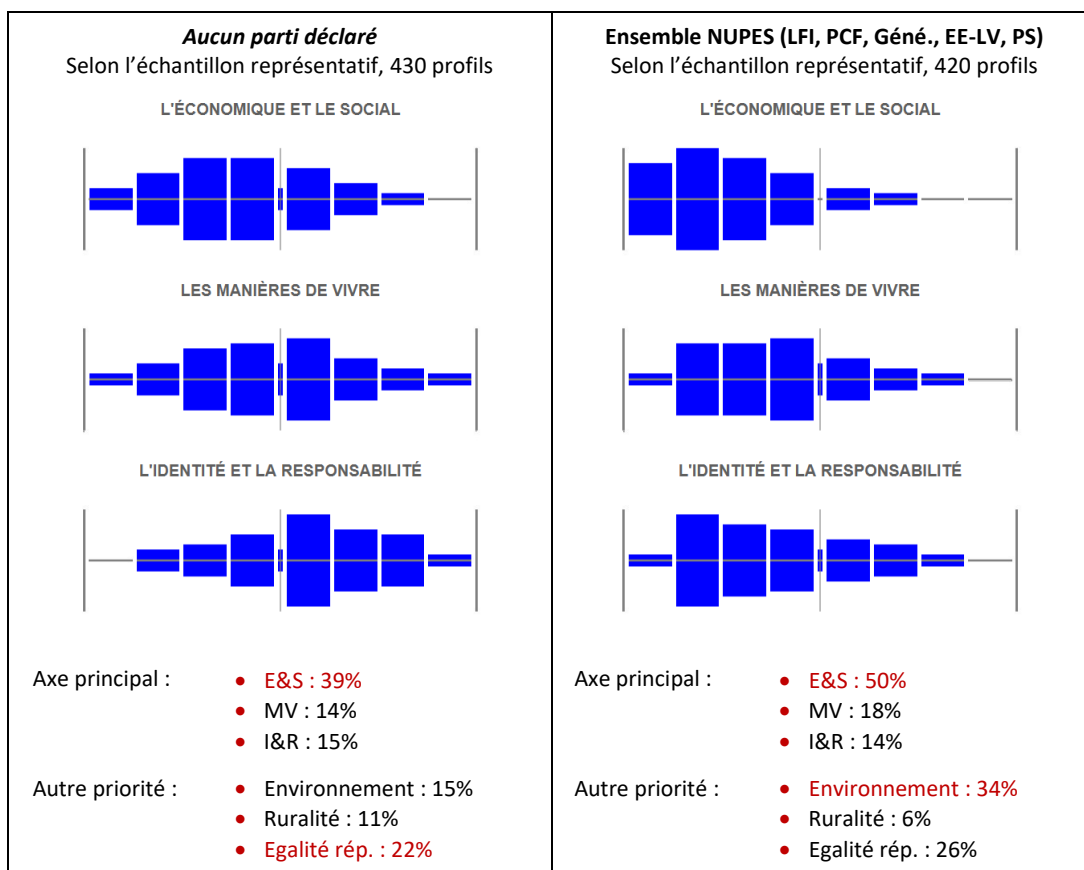 Aucun parti déclaré
Selon l’échantillon représentatif, 430 profils
L'ÉCONOMIQUE ET LE SOCIAL
LES MANIÈRES DE VIVRE
L'IDENTITÉ ET LA RESPONSABILITÉ
Axe principal :
• E&S : 39%
• MV : 14%
• I&R : 15%
Autre priorité :
• Environnement : 15%
• Ruralité : 11%
• Egalité rép. : 22%
Ensemble NUPES (LFI, PCF, Géné., EE-LV, PS)
Selon l’échantillon représentatif, 420 profils
L'ÉCONOMIQUE ET LE SOCIAL
LES MANIÈRES DE VIVRE
L'IDENTITÉ ET LA RESPONSABILITÉ
Axe principal :
• E&S : 50%
• MV : 18%
• I&R : 14%
Autre priorité :
• Environnement : 34%
• Ruralité : 6%
• Egalité rép. : 26%